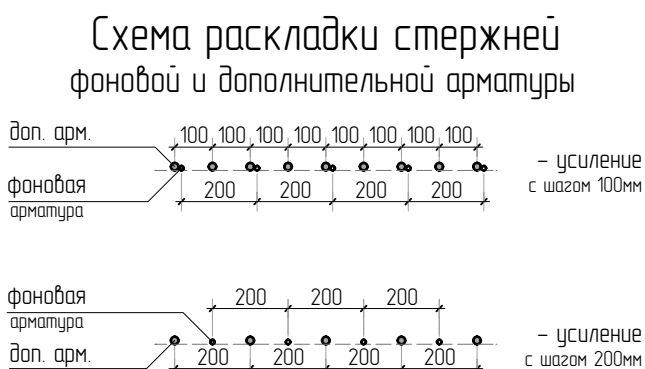 Схема раскладки стержней
фоновой и дополнительной арматуры
доп. арм.
100 100 100 100 100 100 100 100
- усиление
с шагом 100мм
фоновая
арматура
200 200 200 200
фоновая
арматура
200 200 200
доп. арм.
200 200 200 200
- усиление
с шагом 200мм